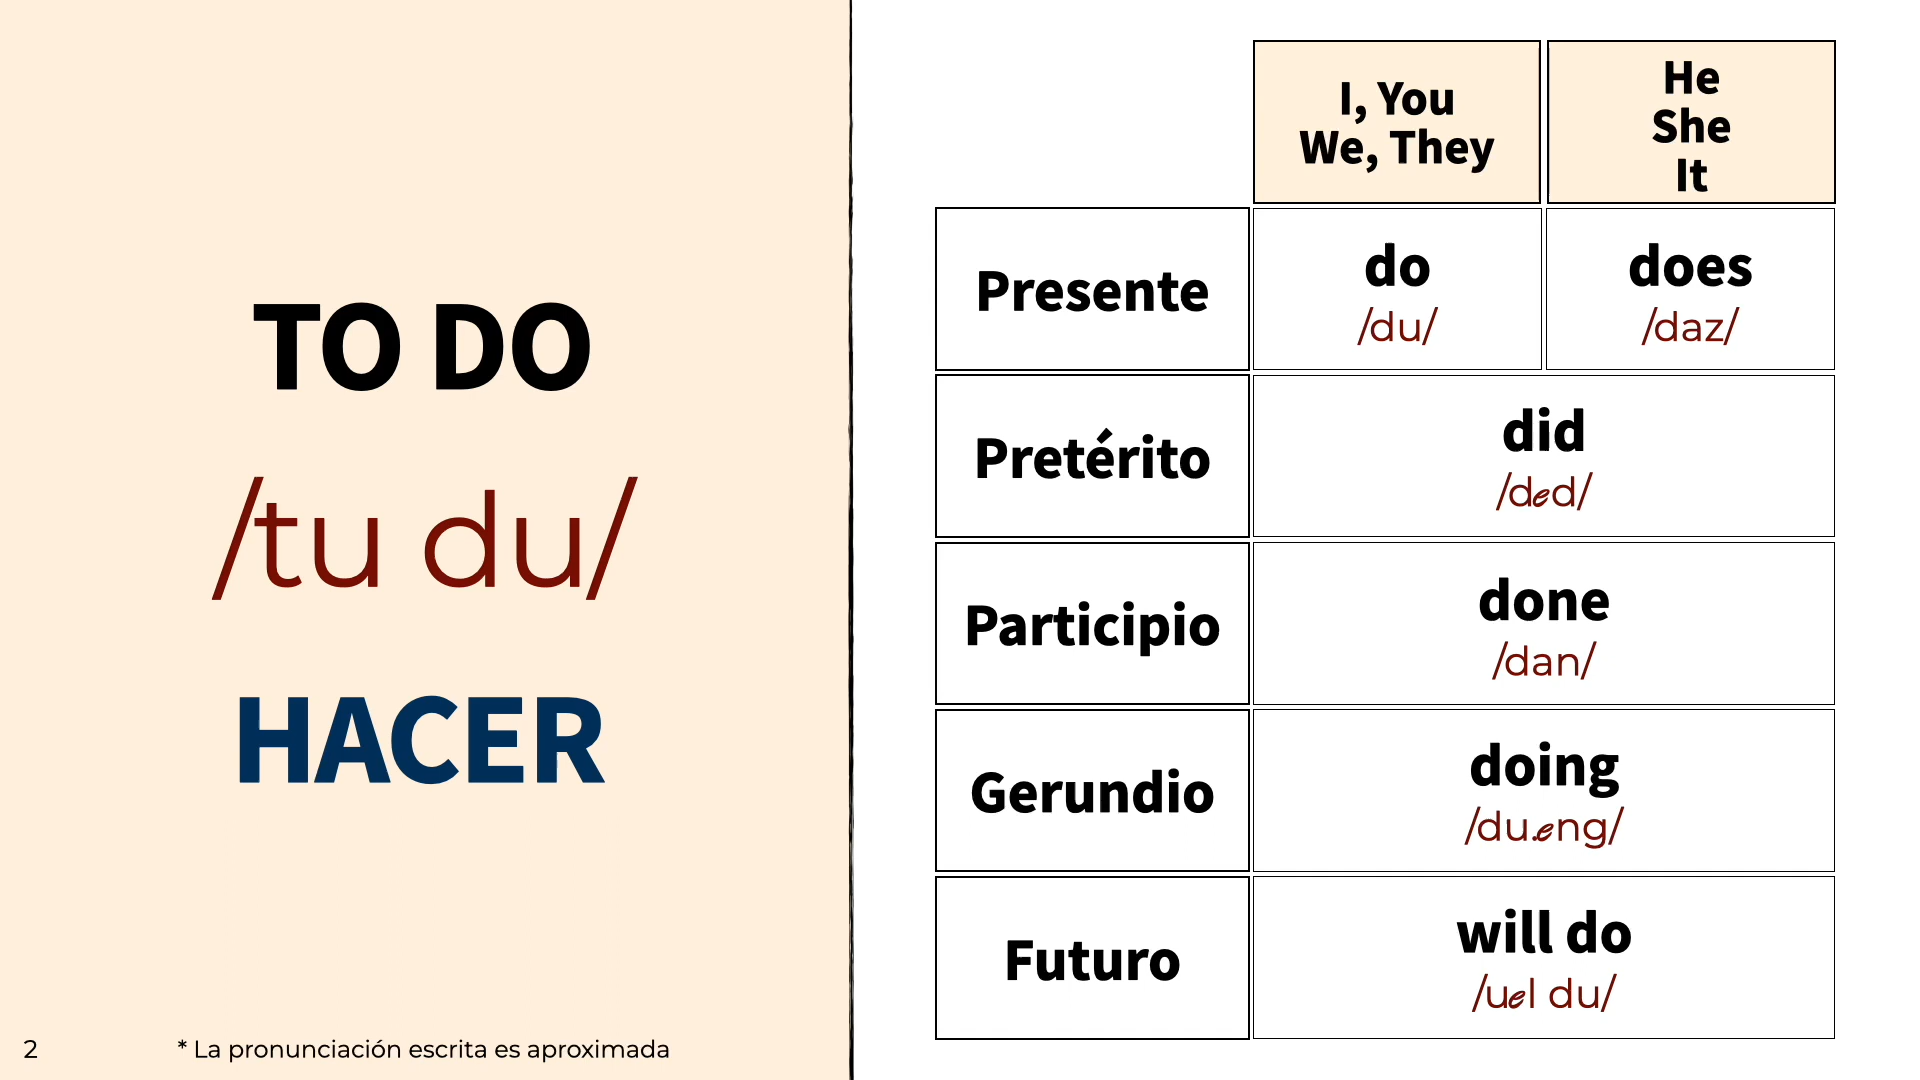 TO DO
/tu du/
HACER
2
* La pronunciación escrita es aproximada
I, You
We, They
He
She
It
Presente
do
/du/
does
/daz/
Pretérito
did
/ded/
Participio
done
/dan/
Gerundio
doing
/du.eng/
Futuro
will do
/uel du/